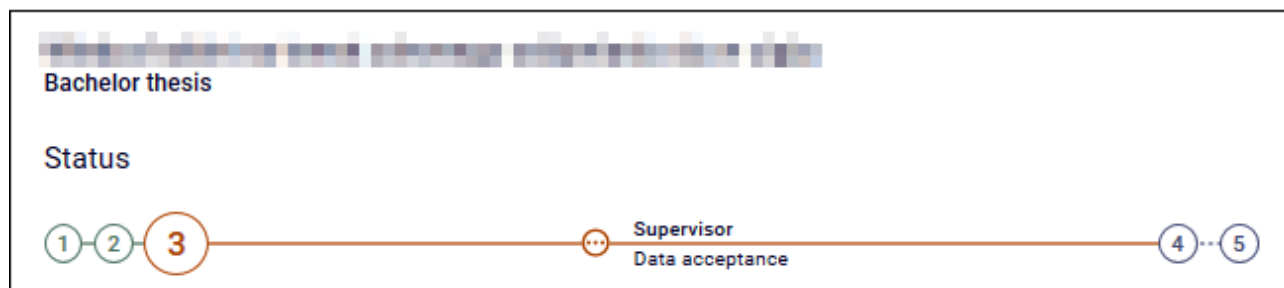 Bachelor thesis
Status
1 2 3 Supervisor 4 5
Data acceptance